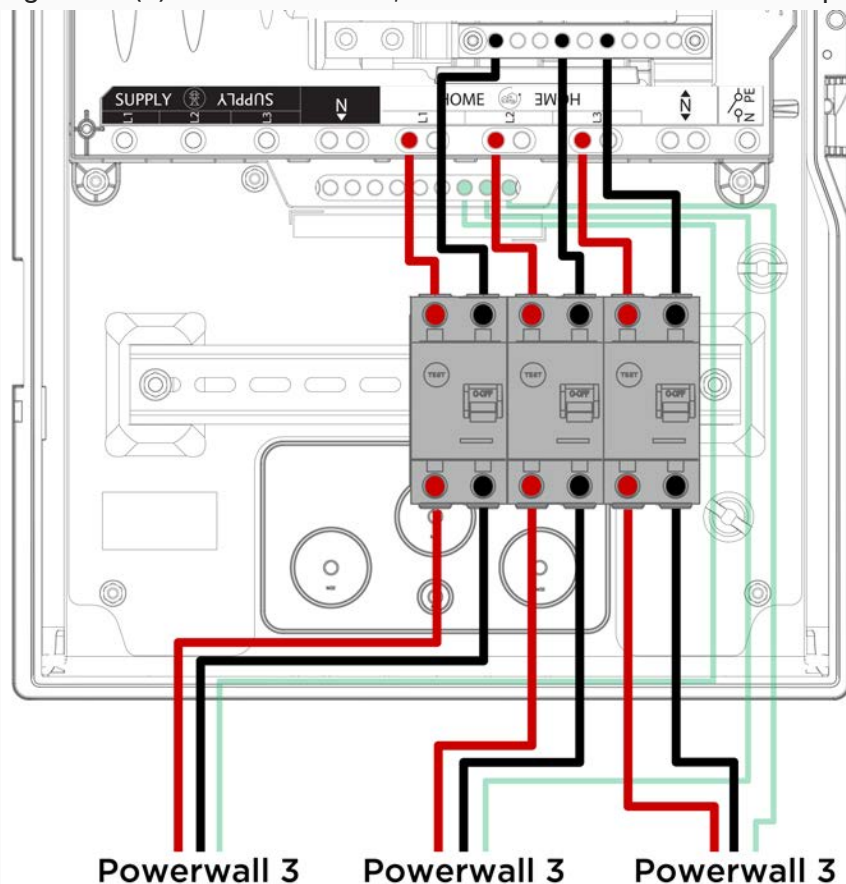 SUPPLY SUPPLY
L1 L2 L3 N
HOME HOME
L1 L2 L3 N
N PE
TEST TEST TEST
O-OFF O-OFF O-OFF
Powerwall 3 Powerwall 3 Powerwall 3